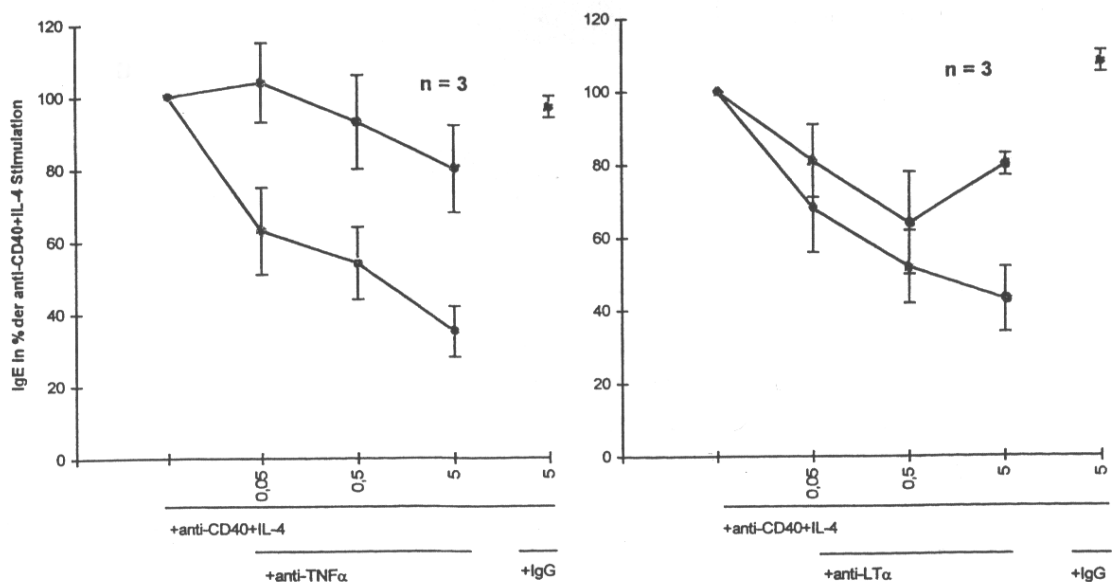 IgE in % der anti-CD40+IL-4 Stimulation
120
100
80
60
40
20
0
n = 3
0,05
0,5
5
5
+anti-CD40+IL-4
+anti-TNFα
+IgG
120
100
80
60
40
20
0
n = 3
0,05
0,5
5
5
+anti-CD40+IL-4
+anti-LTα
+IgG